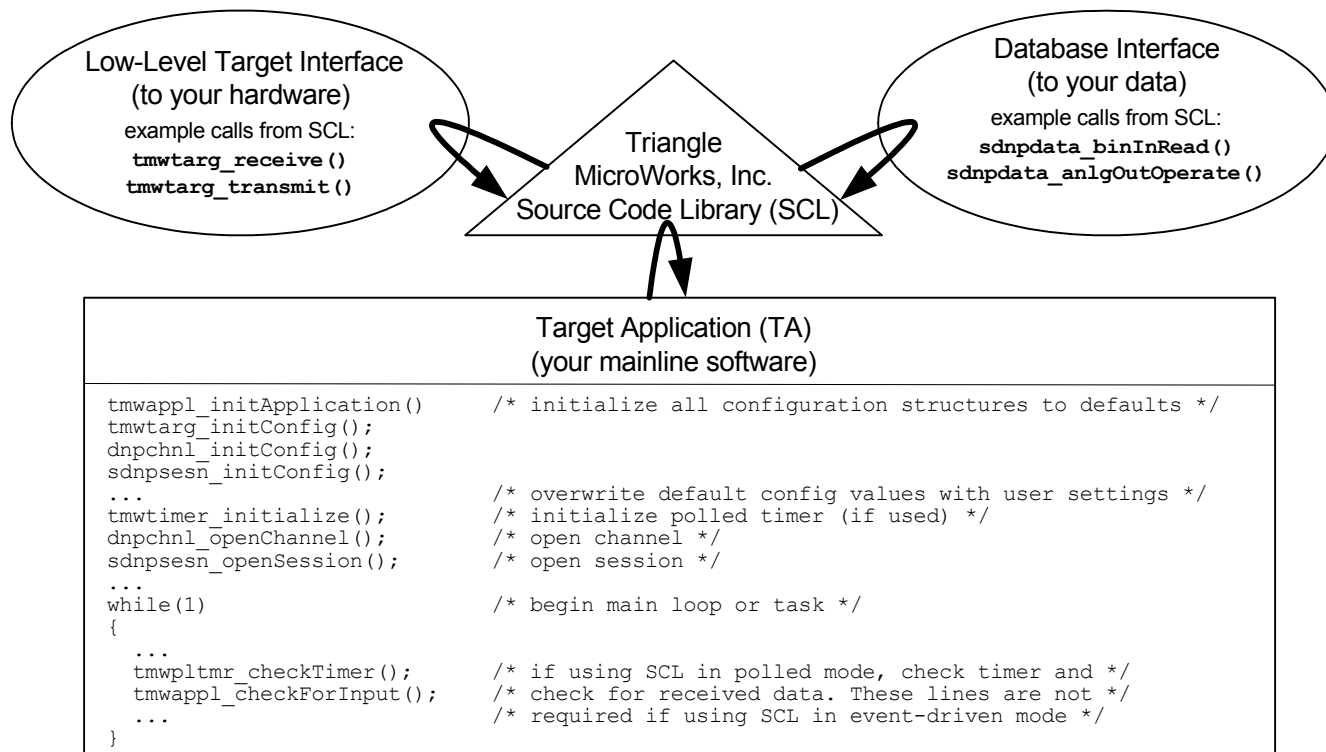 Low-Level Target Interface
(to your hardware)
example calls from SCL:
tmwtarg_receive()
tmwtarg_transmit()
Triangle
MicroWorks, Inc.
Source Code Library (SCL)
Database Interface
(to your data)
example calls from SCL:
sdnpdata_binInRead()
sdnpdata_anlgOutOperate()
Target Application (TA)
(your mainline software)
tmwappl_initApplication() /* initialize all configuration structures to defaults */
tmwtarg_initConfig();
dnpchnl_initConfig();
sdnpsesn_initConfig();
... /* overwrite default config values with user settings */
tmwtimer_initialize(); /* initialize polled timer (if used) */
dnpchnl_openChannel(); /* open channel */
sdnpsesn_openSession(); /* open session */
...
while(1) /* begin main loop or task */
{
...
tmwpltmr_checkTimer(); /* if using SCL in polled mode, check timer and */
tmwappl_checkForInput(); /* check for received data. These lines are not */
... /* required if using SCL in event-driven mode */
}